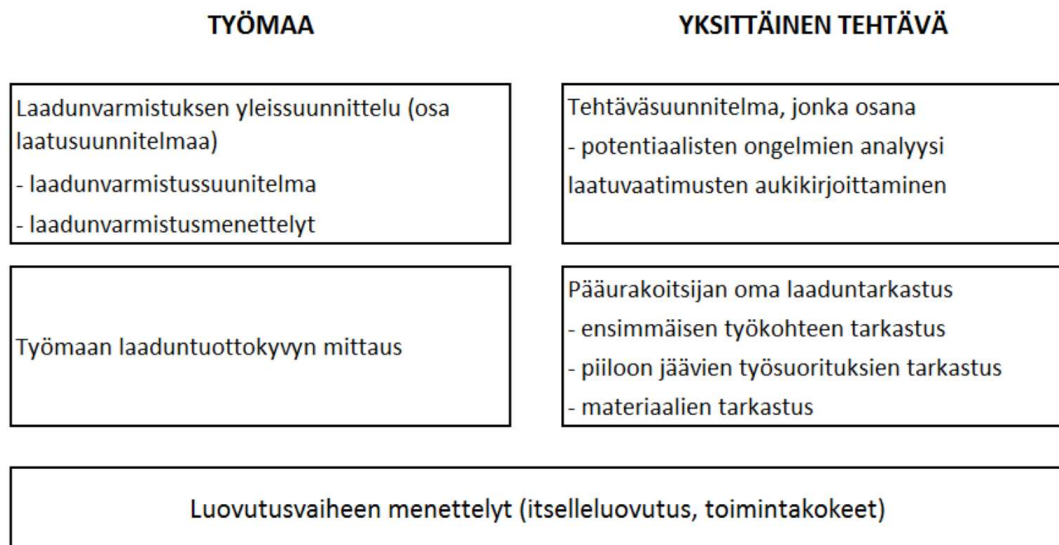 TYÖMAA
YKSITTÄINEN TEHTÄVÄ
Laadunvarmistuksen yleissuunnittelu (osa
laatusuunnitelmaa)
- laadunvarmistussuunitelma
- laadunvarmistusmenettelyt
Tehtäväsuunnitelma, jonka osana
- potentiaalisten ongelmien analyysi
laatuvaatimusten aukikirjoittaminen
Työmaan laaduntuottokyvyn mittaus
Pääurakoitsijan oma laaduntarkastus
- ensimmäisen työkohteen tarkastus
- piiloon jäävien työsuorituksien tarkastus
- materiaalien tarkastus
Luovutusvaiheen menettelyt (itselleluovutus, toimintakokeet)